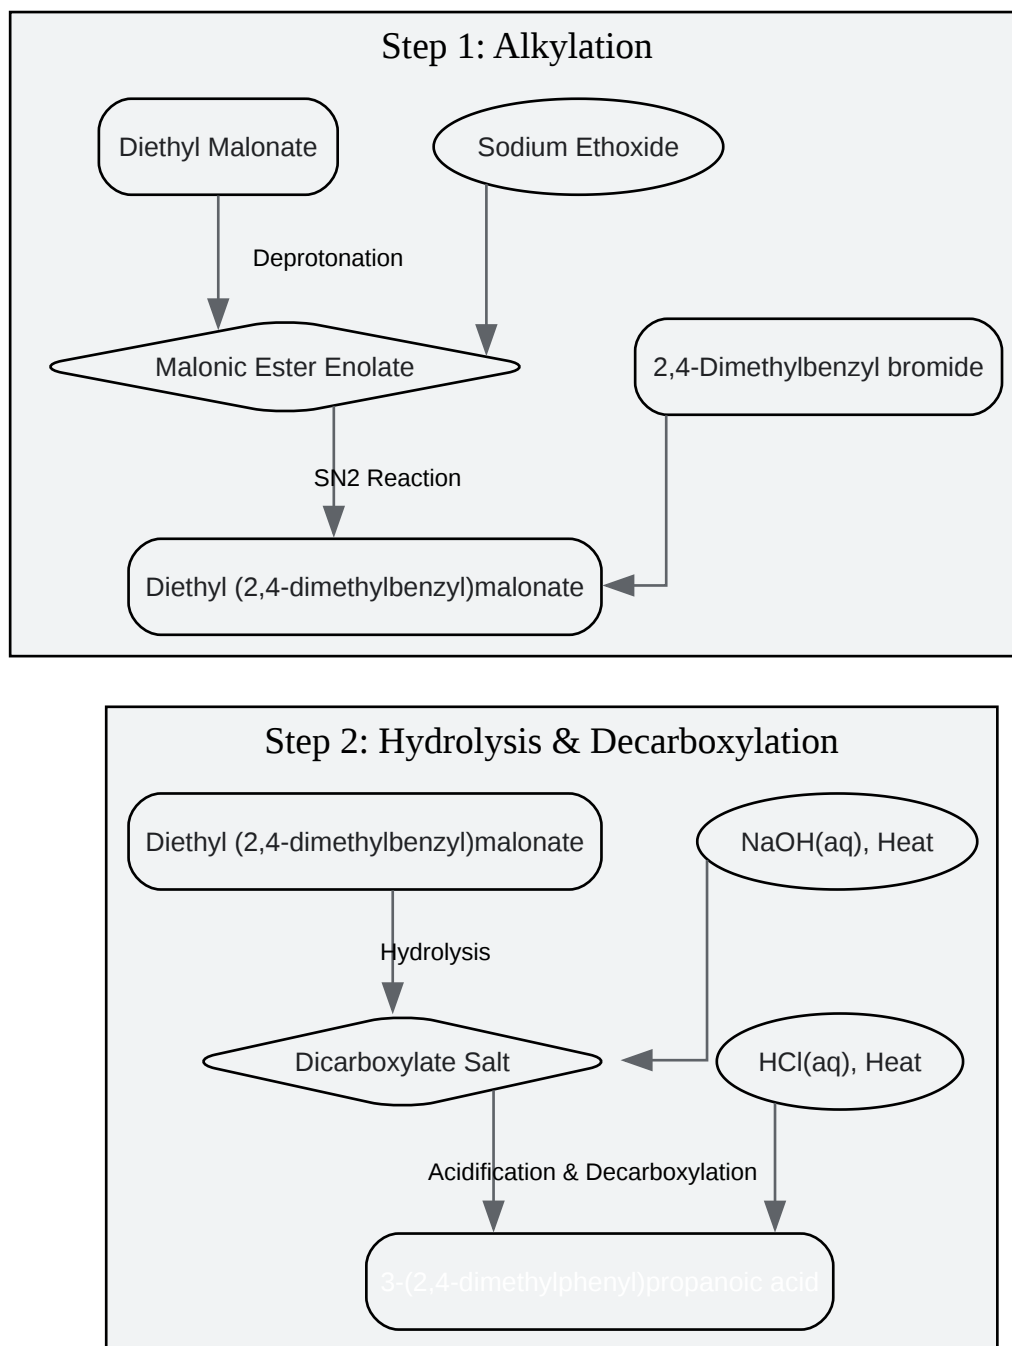 Step 1: Alkylation
Diethyl Malonate
Sodium Ethoxide
Deprotonation
Malonic Ester Enolate
2,4-Dimethylbenzyl bromide
SN2 Reaction
Diethyl (2,4-dimethylbenzyl)malonate
Step 2: Hydrolysis & Decarboxylation
Diethyl (2,4-dimethylbenzyl)malonate
NaOH(aq), Heat
Hydrolysis
Dicarboxylate Salt
HCl(aq), Heat
Acidification & Decarboxylation
3-(2,4-dimethylphenyl)propanoic acid